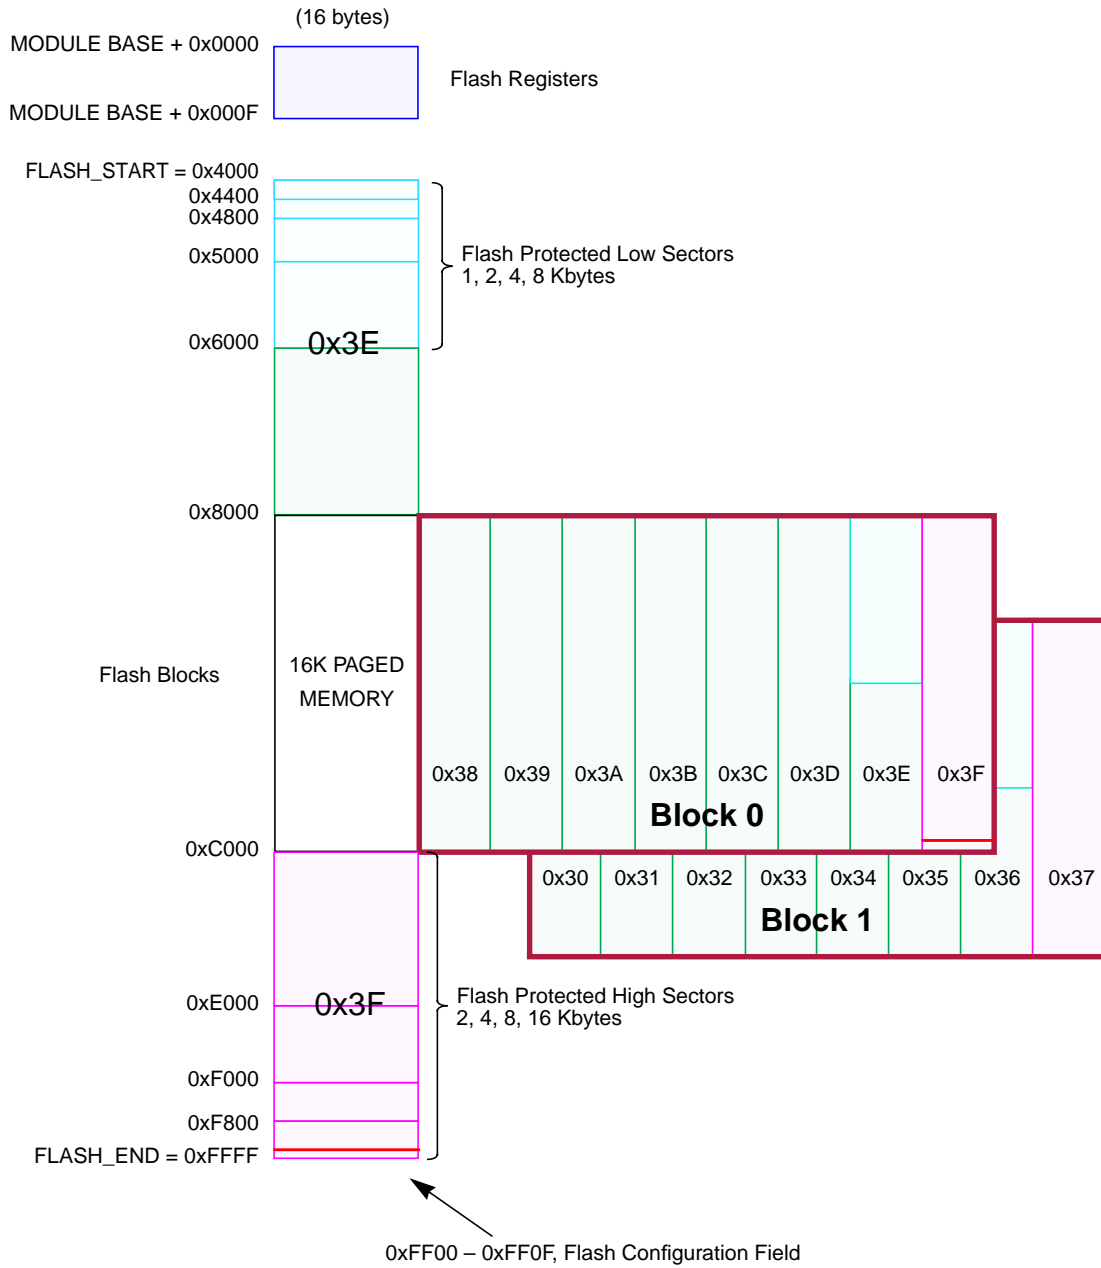 (16 bytes)
MODULE BASE + 0x0000
Flash Registers
MODULE BASE + 0x000F
FLASH_START = 0x4000
0x4400
0x4800
0x5000
Flash Protected Low Sectors
1, 2, 4, 8 Kbytes
0x6000
0x3E
0x8000
Flash Blocks
16K PAGED
MEMORY
0x38 0x39 0x3A 0x3B 0x3C 0x3D 0x3E 0x3F
Block 0
0xC000
0x30 0x31 0x32 0x33 0x34 0x35 0x36 0x37
Block 1
0xE000
0x3F
Flash Protected High Sectors
2, 4, 8, 16 Kbytes
0xF000
0xF800
FLASH_END = 0xFFFF
0xFF00 – 0xFF0F, Flash Configuration Field